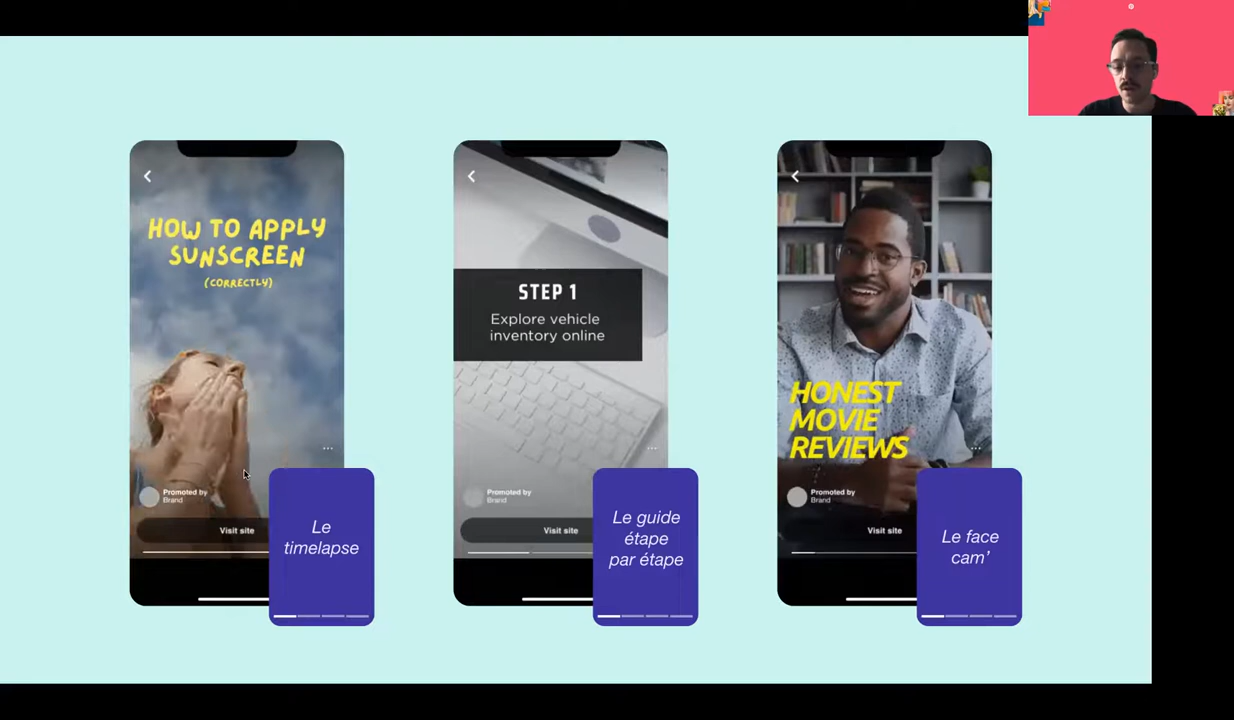 HOW TO APPLY
SUNSCREEN
(CORRECTLY)
Promoted by
Brand
Visit site
Le
timelapse
STEP 1
Explore vehicle
inventory online
Promoted by
Brand
Visit site
Le guide
étape
par étape
HONEST
MOVIE
REVIEWS
Promoted by
Brand
Visit site
Le face
cam’